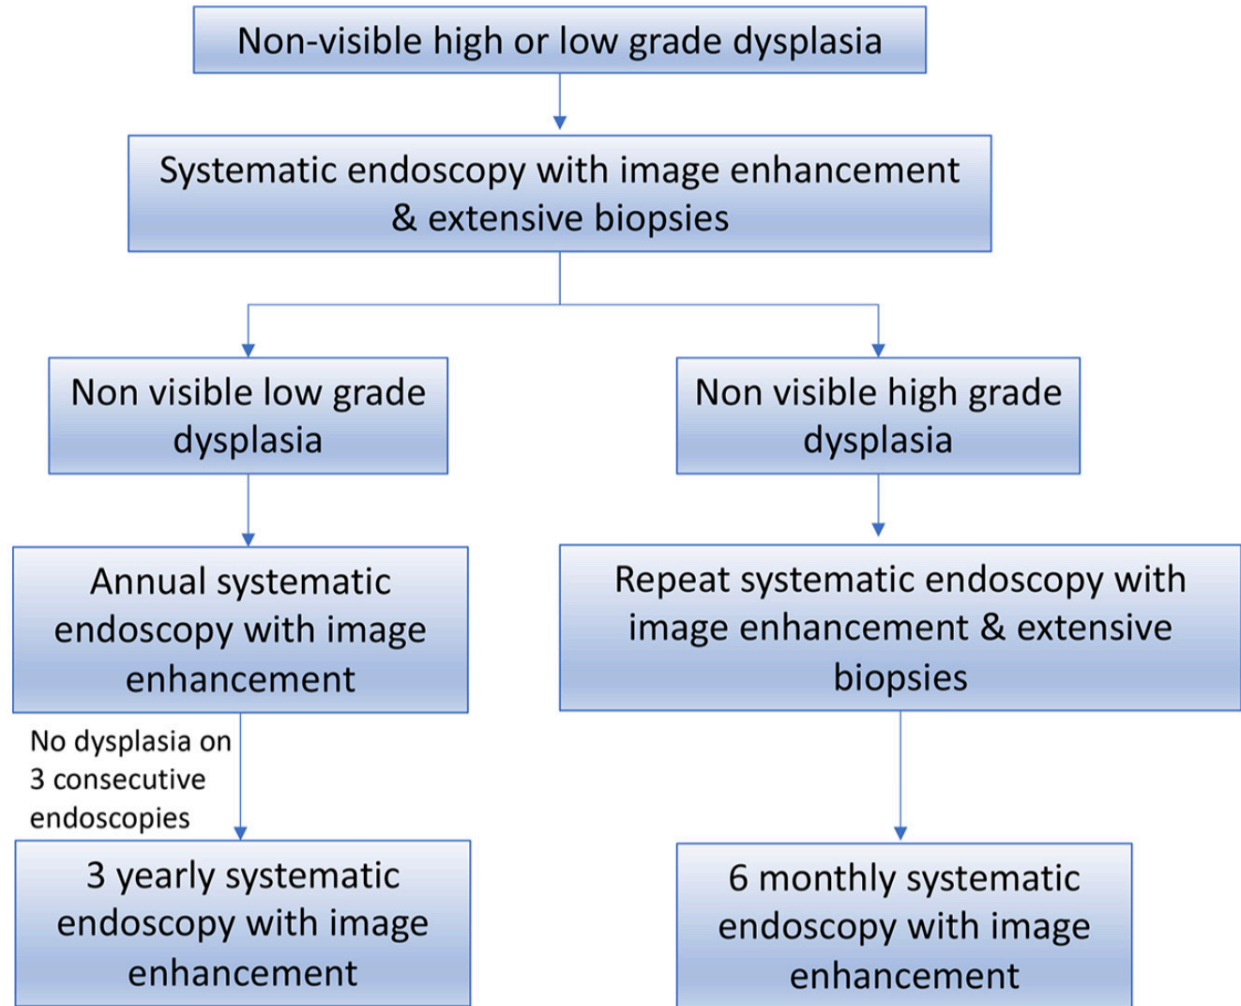 Non-visible high or low grade dysplasia
Systematic endoscopy with image enhancement
& extensive biopsies
Non visible low grade
dysplasia
Non visible high grade
dysplasia
Annual systematic
endoscopy with image
enhancement
Repeat systematic endoscopy with
image enhancement & extensive
biopsies
No dysplasia on
3 consecutive
endoscopies
3 yearly systematic
endoscopy with image
enhancement
6 monthly systematic
endoscopy with image
enhancement